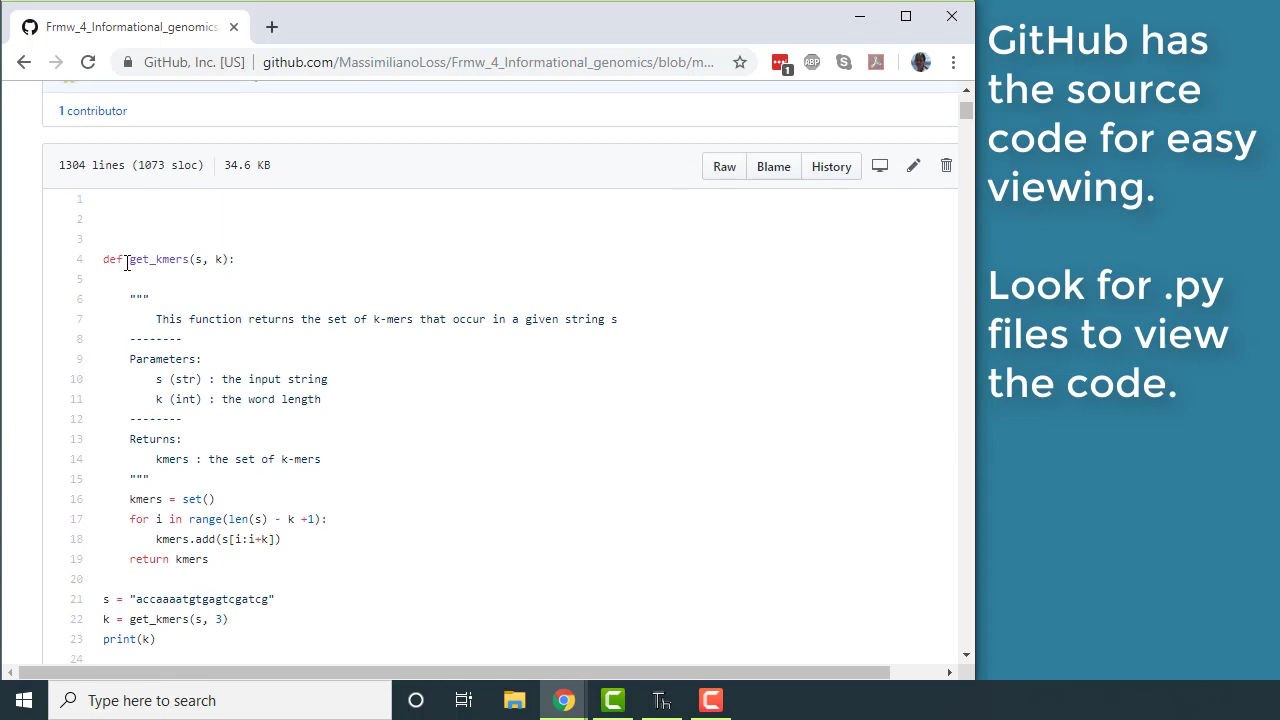 Frmw_4_Informational_genomics
GitHub, Inc. [US]
github.com/MassimilianoLoss/Frmw_4_Informational_genomics/blob/m...
1
ABP
1 contributor
1304 lines (1073 sloc)
34.6 KB
Raw
Blame
History
1
2
3
4 def get_kmers(s, k):
5
6 """
7 This function returns the set of k-mers that occur in a given string s
8 --------
9 Parameters:
10 s (str) : the input string
11 k (int) : the word length
12 --------
13 Returns:
14 kmers : the set of k-mers
15 """
16 kmers = set()
17 for i in range(len(s) - k +1):
18 kmers.add(s[i:i+k])
19 return kmers
20
21 s = "accaaaatgtgagtcgatcg"
22 k = get_kmers(s, 3)
23 print(k)
24
GitHub has
the source
code for easy
viewing.
Look for .py
files to view
the code.
Type here to search
Th